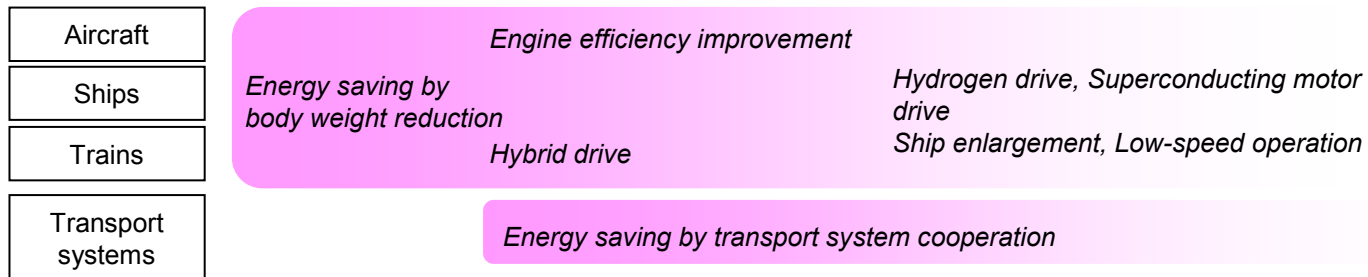 Aircraft
Engine efficiency improvement
Ships
Energy saving by
body weight reduction
Hydrogen drive, Superconducting motor
drive
Ship enlargement, Low-speed operation
Trains
Hybrid drive
Transport
systems
Energy saving by transport system cooperation